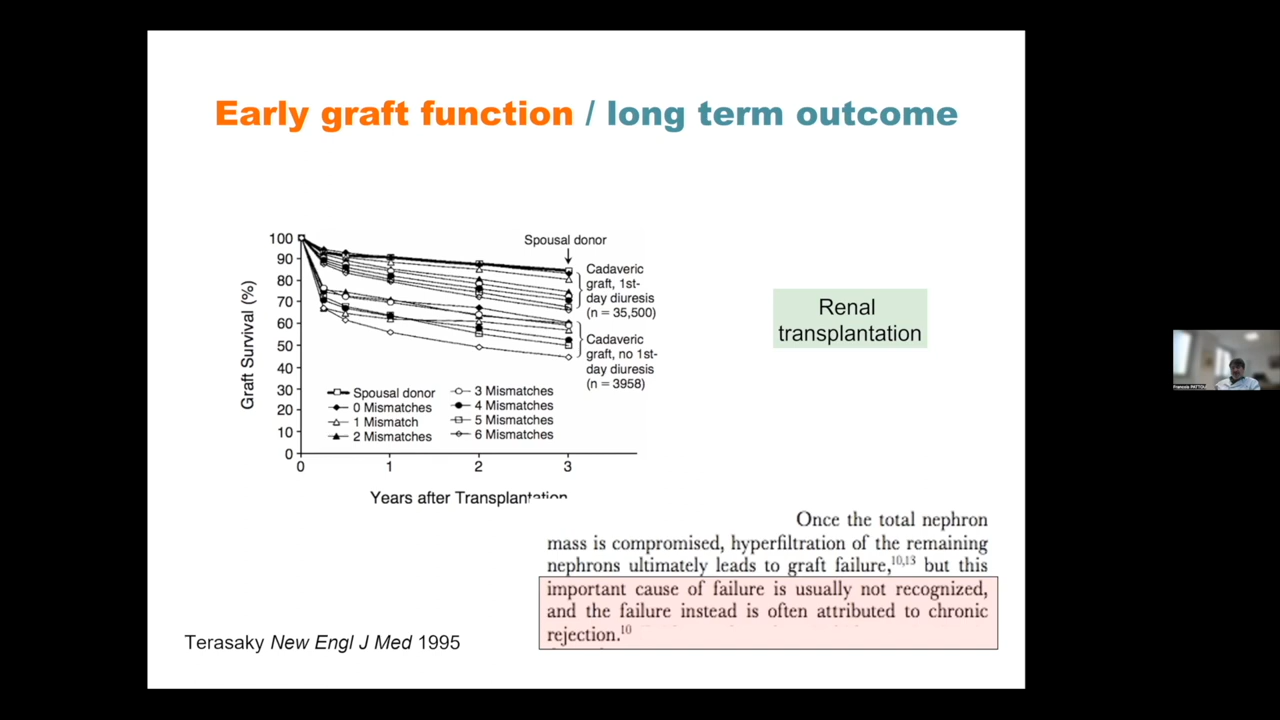 Early graft function / long term outcome
100
90
80
70
60
50
40
30
20
10
0
Graft Survival (%)
0
1
2
3
Years after Transplantation
Spousal donor
Cadaveric
graft, 1st-
day diuresis
(n = 35,500)
Cadaveric
graft, no 1st-
day diuresis
(n = 3958)
Spousal donor
0 Mismatches
1 Mismatch
2 Mismatches
3 Mismatches
4 Mismatches
5 Mismatches
6 Mismatches
Renal
transplantation
Once the total nephron
mass is compromised, hyperfiltration of the remaining
nephrons ultimately leads to graft failure,10,13 but this
important cause of failure is usually not recognized,
and the failure instead is often attributed to chronic
rejection.10
Terasaky New Engl J Med 1995
Francois PATTOU